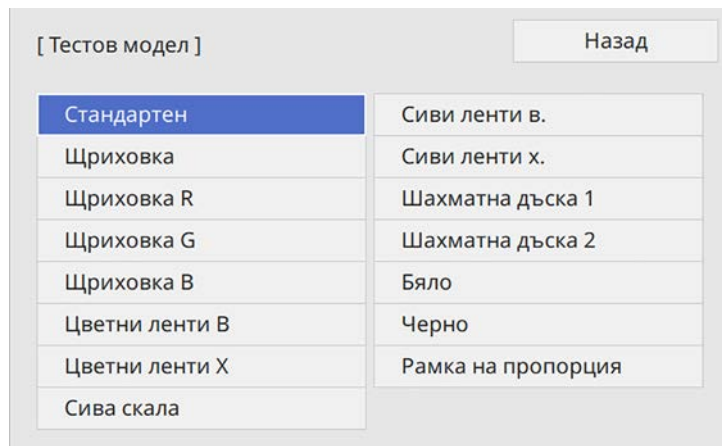 [ Тестов модел ]
Назад
Стандартен
Щриховка
Щриховка R
Щриховка G
Щриховка B
Цветни ленти В
Цветни ленти Х
Сива скала
Сиви ленти в.
Сиви ленти х.
Шахматна дъска 1
Шахматна дъска 2
Бяло
Черно
Рамка на пропорция